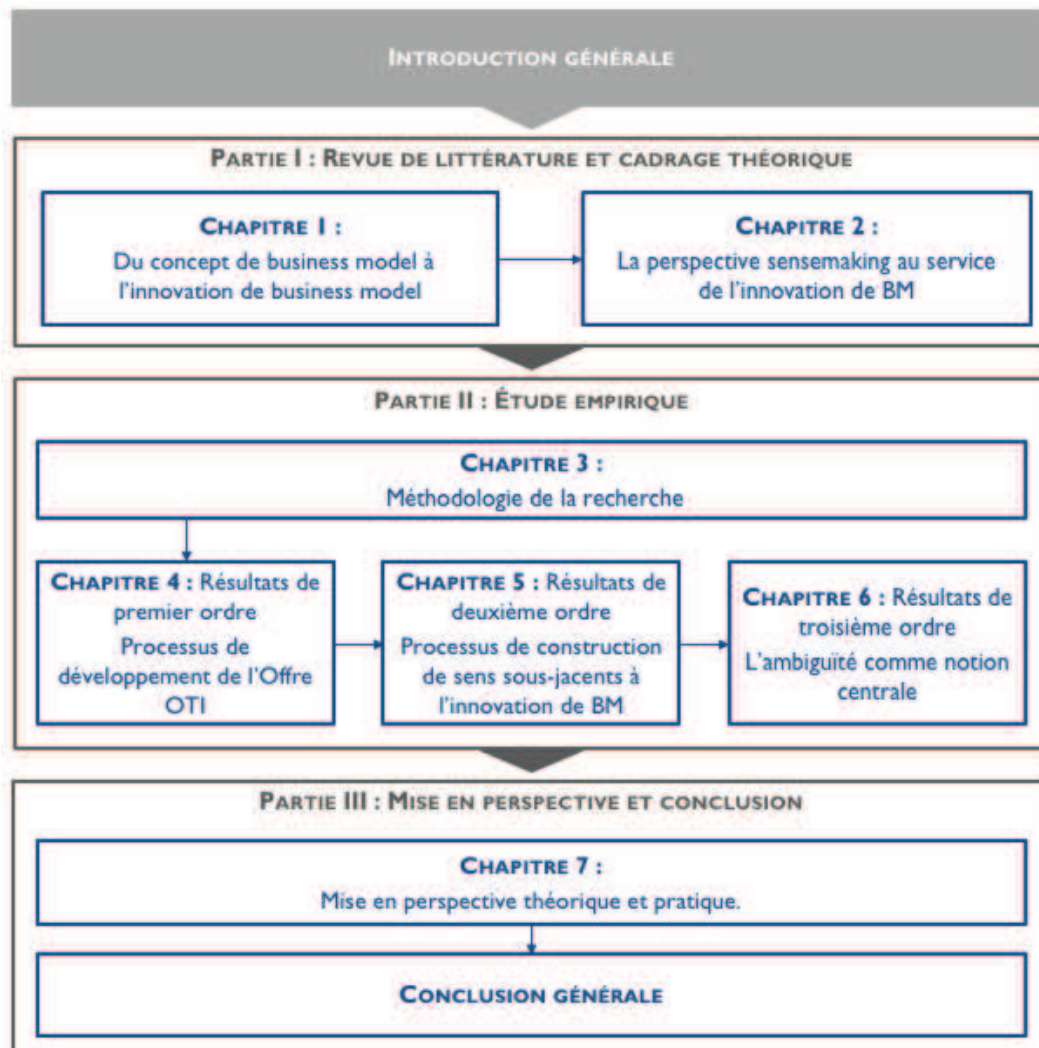 INTRODUCTION GÉNÉRALE
PARTIE I : REVUE DE LITTÉRATURE ET CADRAGE THÉORIQUE
CHAPITRE 1 :
Du concept de business model à
l'innovation de business model
CHAPITRE 2 :
La perspective sensemaking au service
de l'innovation de BM
PARTIE II : ÉTUDE EMPIRIQUE
CHAPITRE 3 :
Méthodologie de la recherche
CHAPITRE 4 : Résultats de
premier ordre
Processus de
développement de l'Offre
OTI
CHAPITRE 5 : Résultats de
deuxième ordre
Processus de construction
de sens sous-jacents à
l'innovation de BM
CHAPITRE 6 : Résultats de
troisième ordre
L'ambiguïté comme notion
centrale
PARTIE III : MISE EN PERSPECTIVE ET CONCLUSION
CHAPITRE 7 :
Mise en perspective théorique et pratique.
CONCLUSION GÉNÉRALE